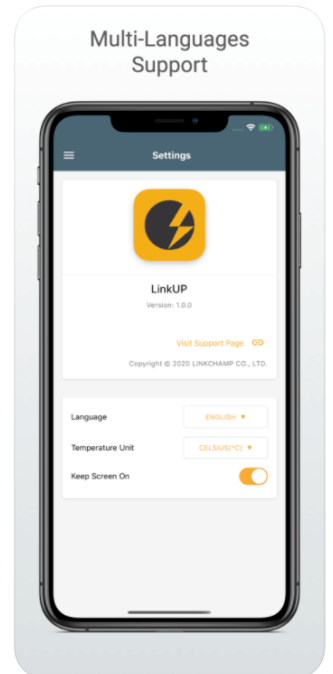 Multi-Languages
Support
Settings
LinkUP
Version: 1.0.0
Visit Support Page
Copyright © 2020 LINKCHAMP CO., LTD.
Language ENGLISH ▼
Temperature Unit CELSIUS(°C) ▼
Keep Screen On